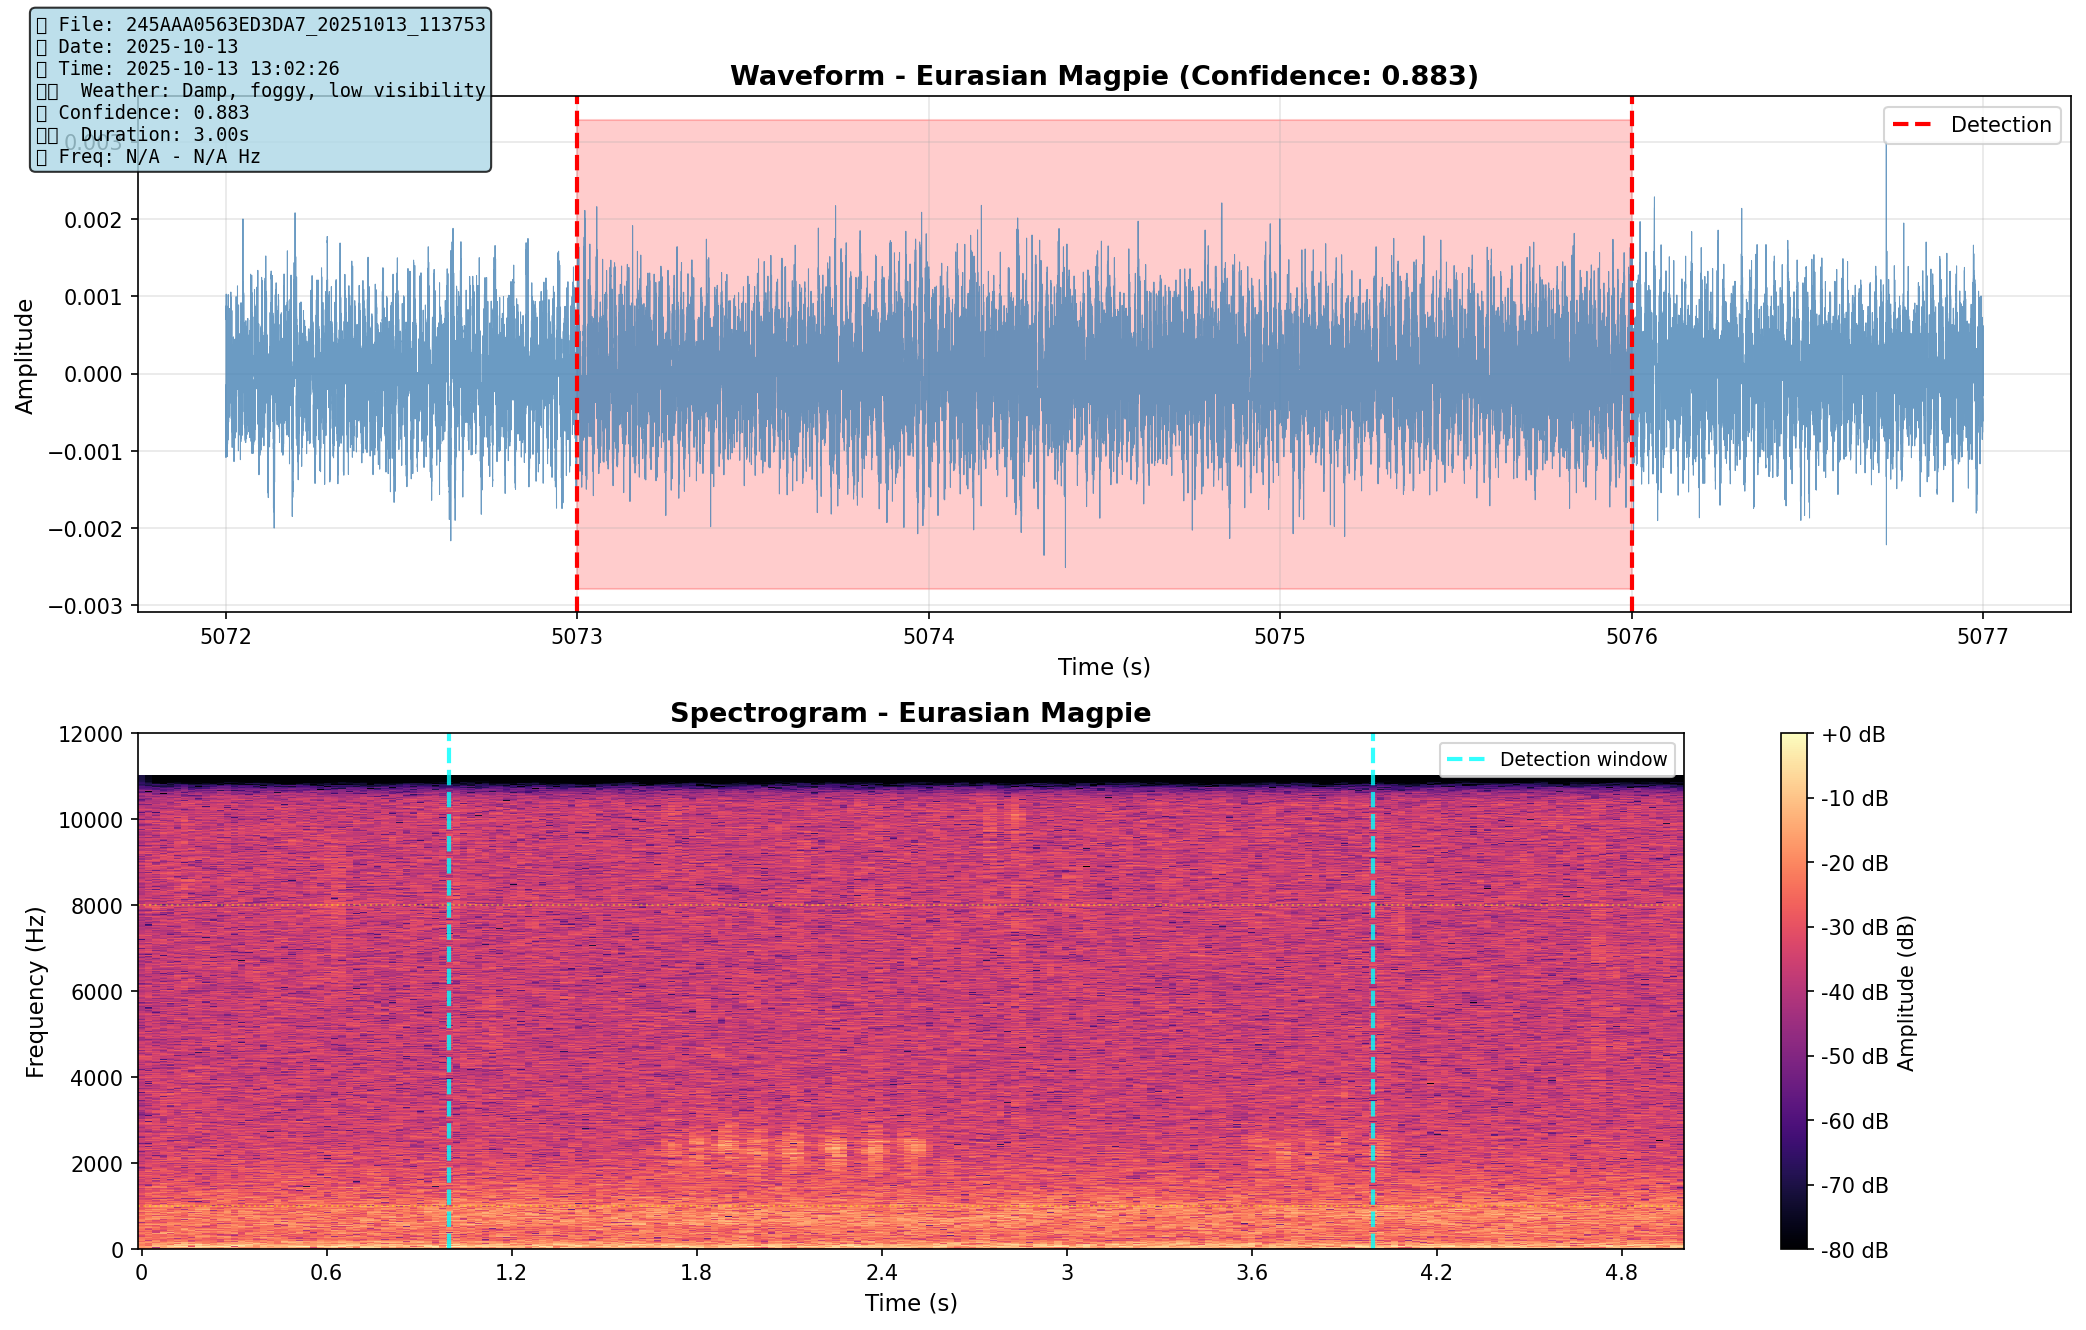 File: 245AAA0563ED3DA7_20251013_113753
Date: 2025-10-13
Time: 2025-10-13 13:02:26
Weather: Damp, foggy, low visibility
Confidence: 0.883
Duration: 3.00s
Freq: N/A - N/A Hz
Waveform - Eurasian Magpie (Confidence: 0.883)
Detection
Amplitude
0.003
0.002
0.001
0.000
−0.001
−0.002
−0.003
5072 5073 5074 5075 5076 5077
Time (s)
Spectrogram - Eurasian Magpie
Detection window
Frequency (Hz)
12000
10000
8000
6000
4000
2000
0
0 0.6 1.2 1.8 2.4 3 3.6 4.2 4.8
Time (s)
+0 dB
-10 dB
-20 dB
-30 dB
-40 dB
-50 dB
-60 dB
-70 dB
-80 dB
Amplitude (dB)